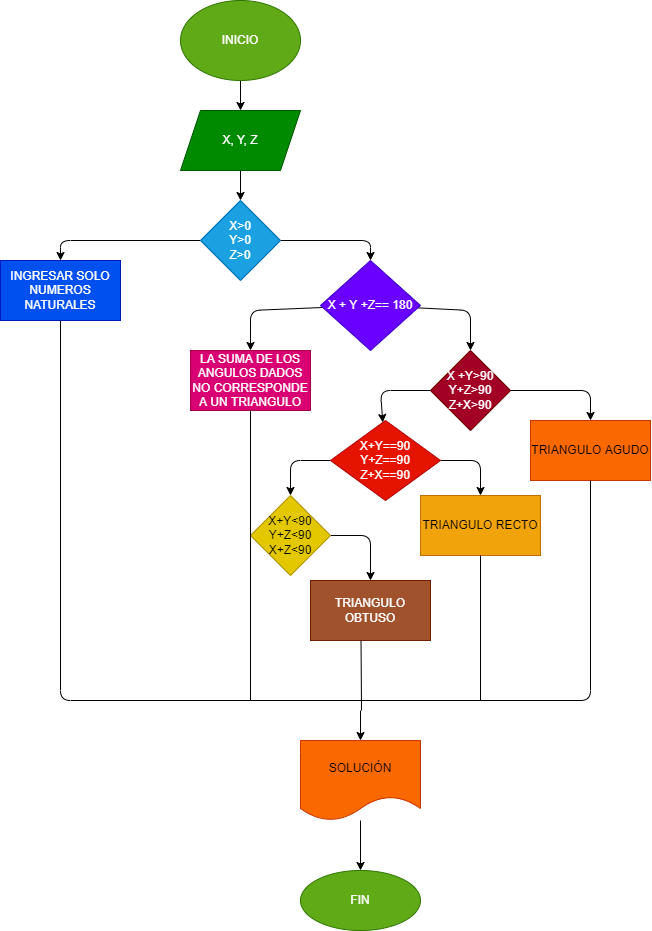 INICIO
X, Y, Z
X>0
Y>0
Z>0
INGRESAR SOLO
NUMEROS
NATURALES
X + Y +Z== 180
LA SUMA DE LOS
ANGULOS DADOS
NO CORRESPONDE
A UN TRIANGULO
X +Y>90
Y+Z>90
Z+X>90
TRIANGULO AGUDO
X+Y==90
Y+Z==90
Z+X==90
TRIANGULO RECTO
X+Y<90
Y+Z<90
X+Z<90
TRIANGULO
OBTUSO
SOLUCIÓN
FIN